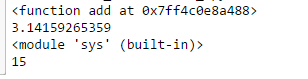 <function add at 0x7ff4c0e8a488>
3.14159265359
<module 'sys' (built-in)>
15